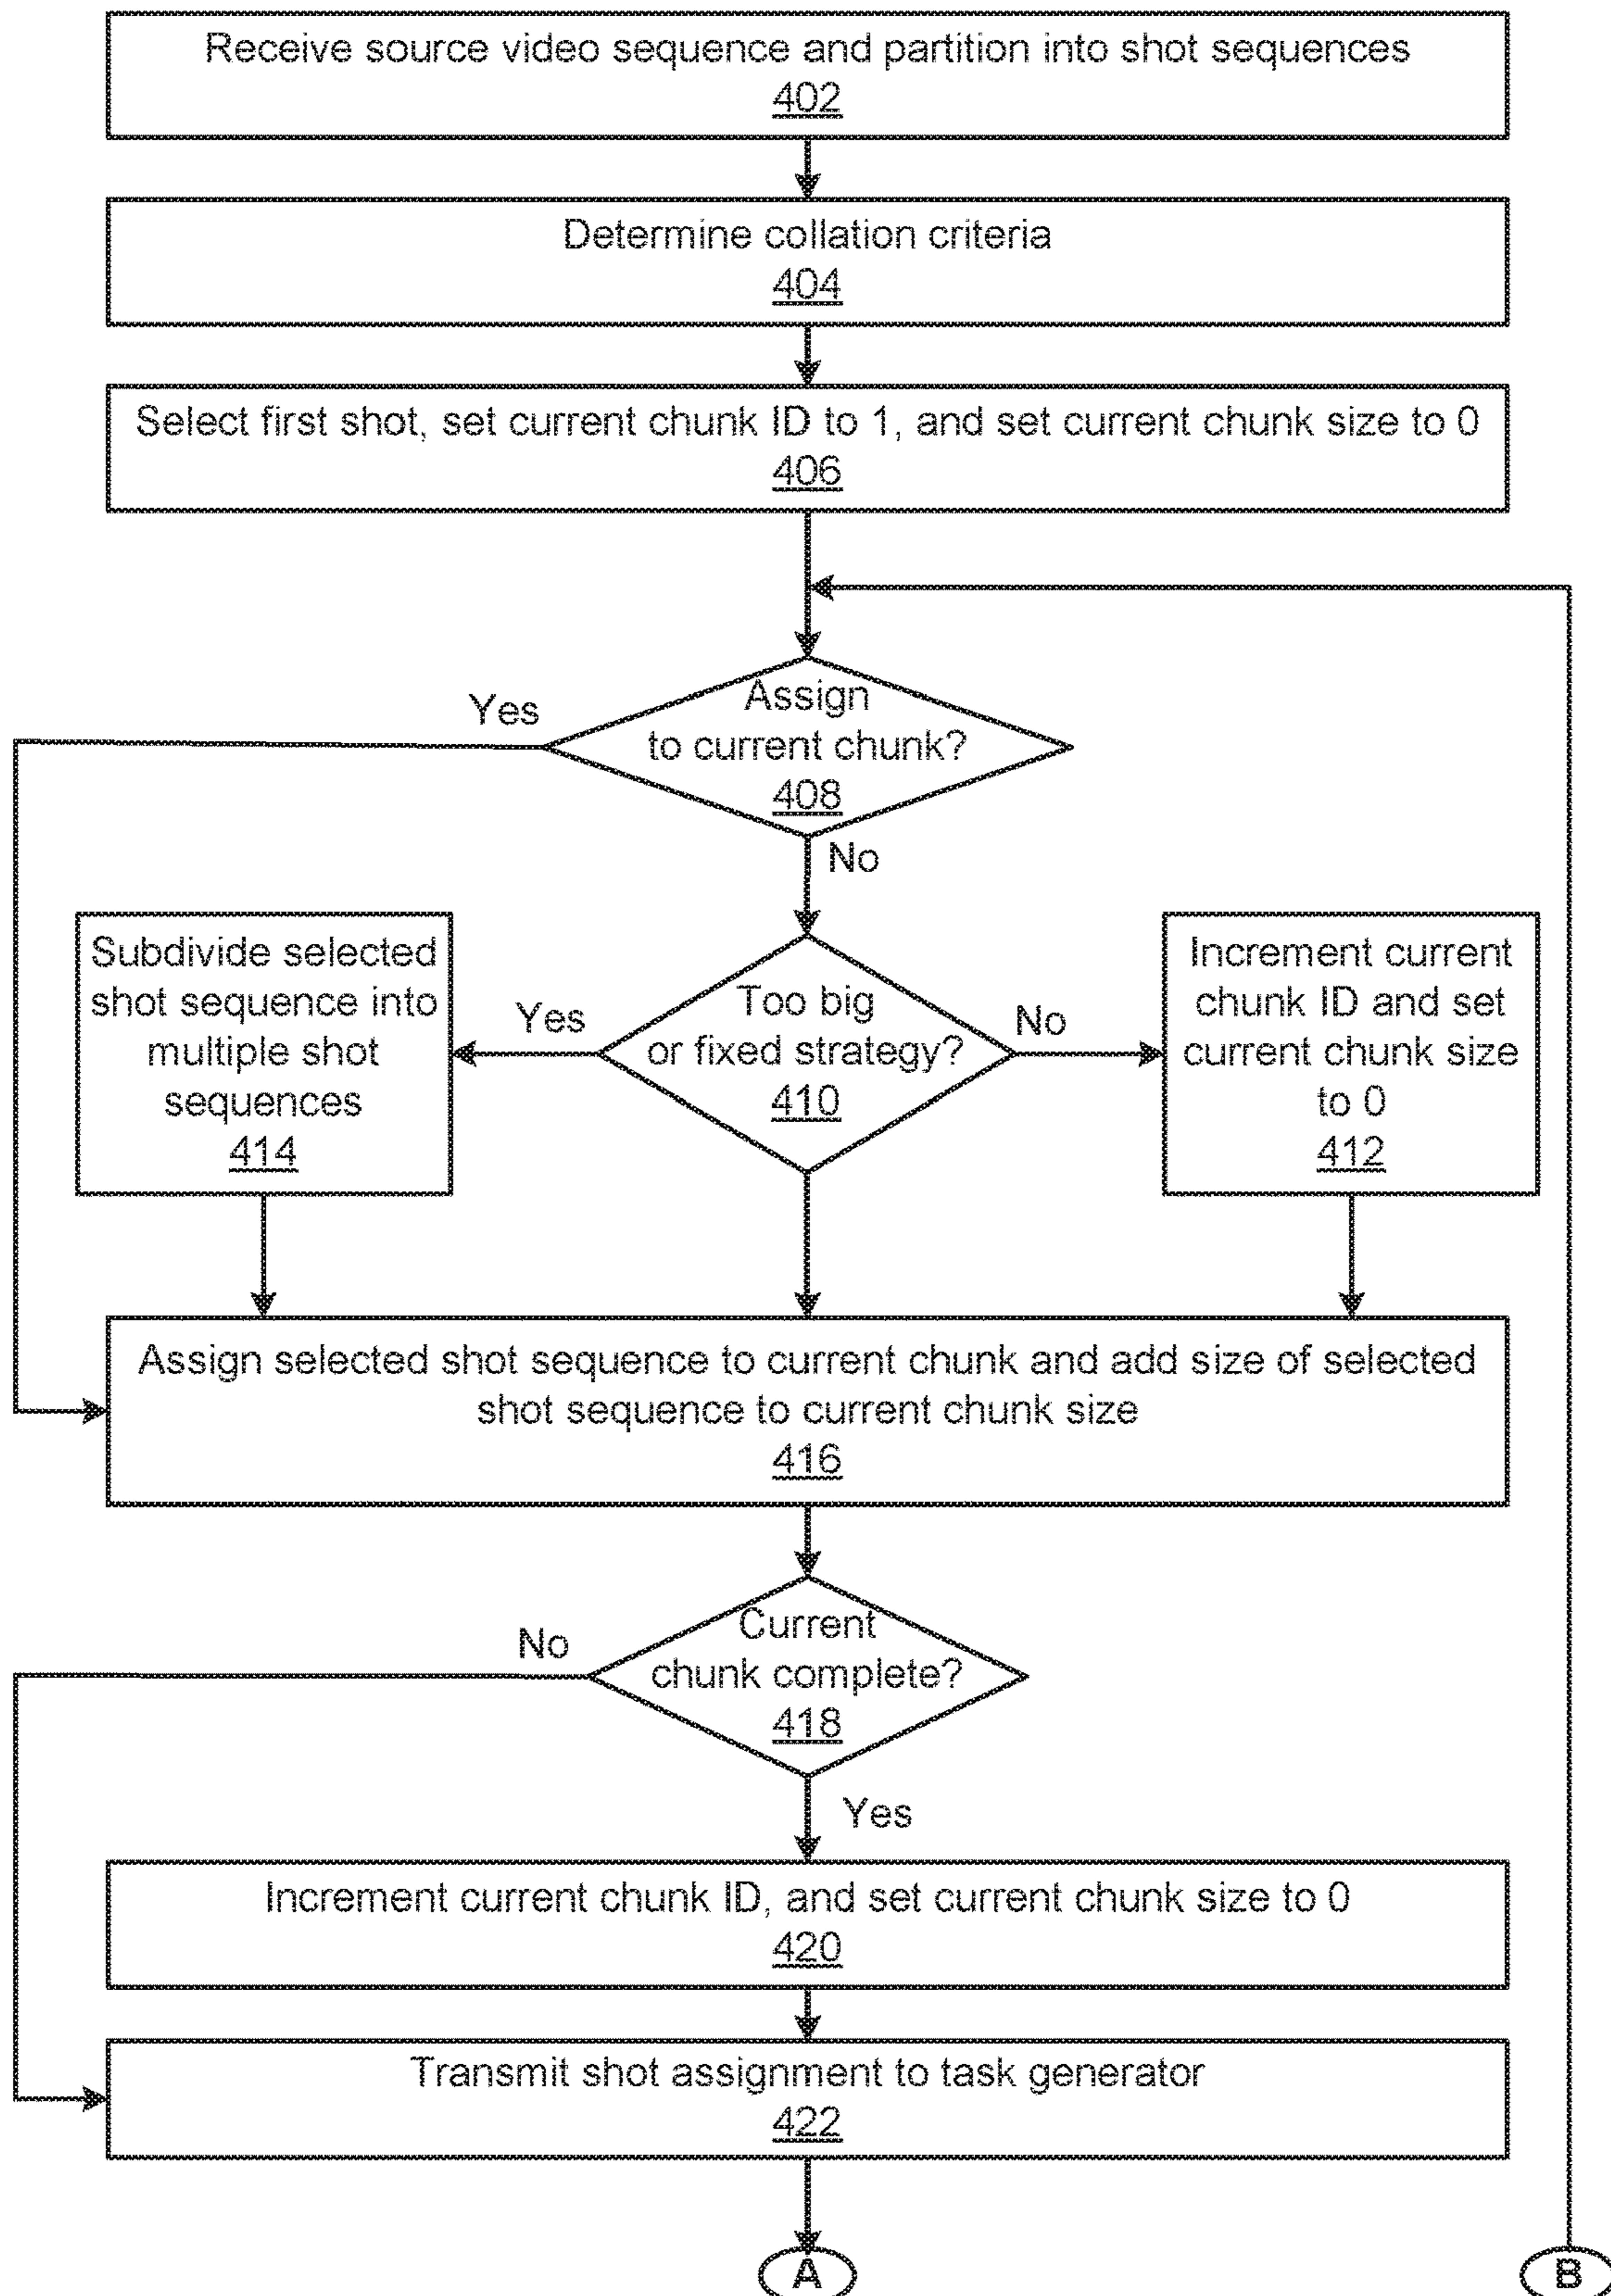 Receive source video sequence and partition into shot sequences
402
Determine collation criteria
404
Select first shot, set current chunk ID to 1, and set current chunk size to 0
406
Yes
Assign
to current chunk?
408
No
Subdivide selected
shot sequence into
multiple shot
sequences
414
Yes
Too big
or fixed strategy?
410
No
Increment current
chunk ID and set
current chunk size
to 0
412
Assign selected shot sequence to current chunk and add size of selected
shot sequence to current chunk size
416
No
Current
chunk complete?
418
Yes
Increment current chunk ID, and set current chunk size to 0
420
Transmit shot assignment to task generator
422
A
B